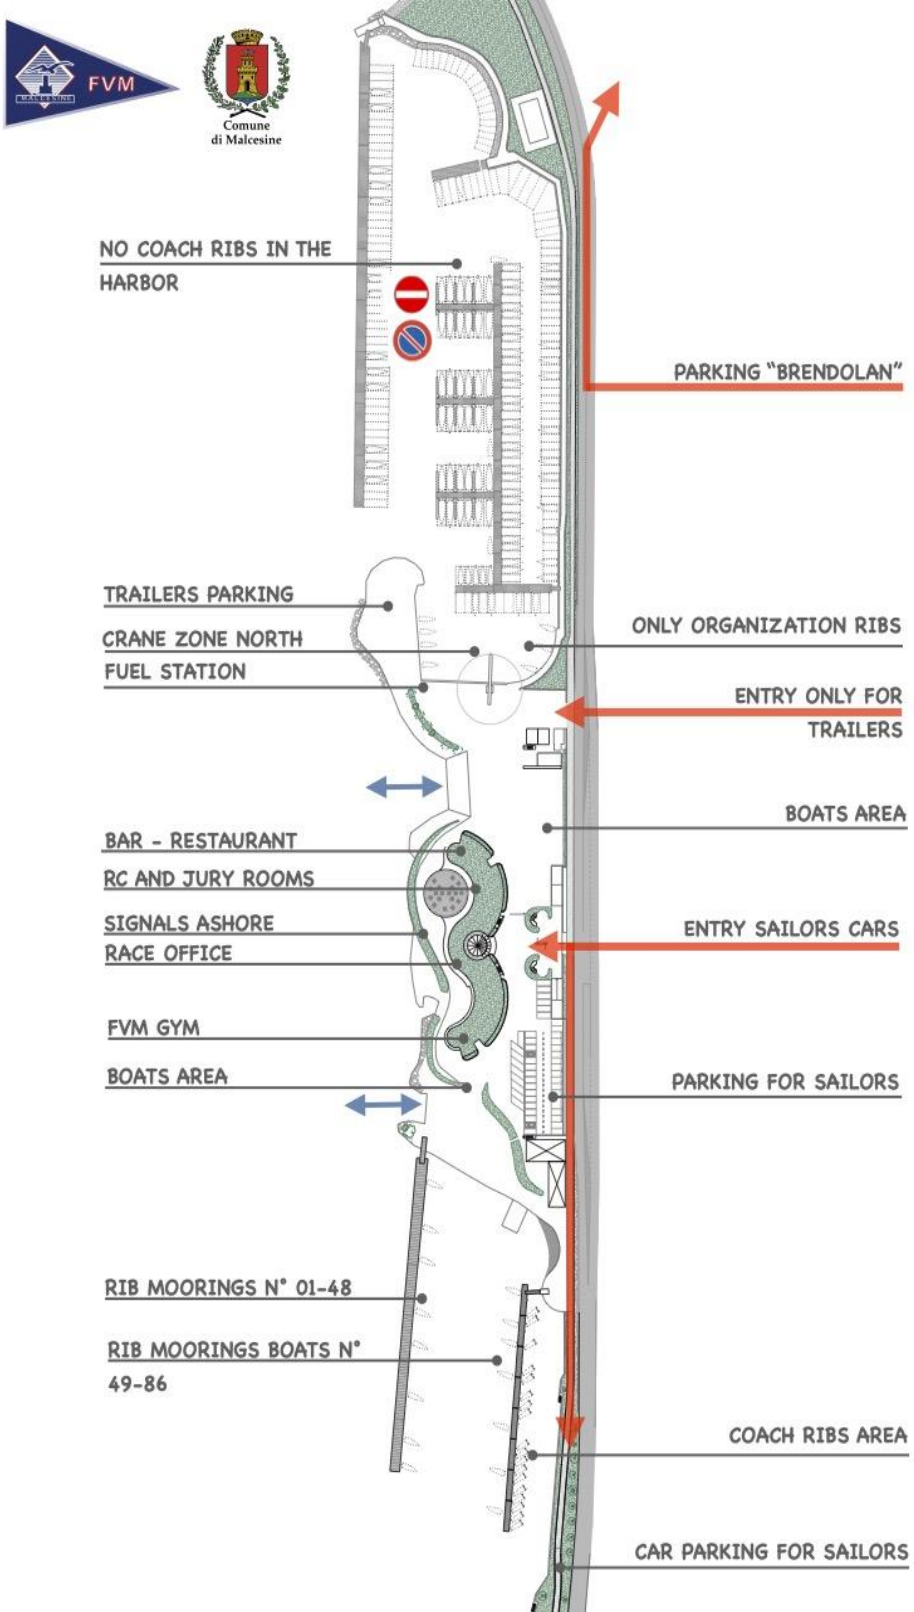 FVM
MALCESINE
Comune
di Malcesine
NO COACH RIBS IN THE
HARBOR
PARKING “BRENDOLAN”
TRAILERS PARKING
CRANE ZONE NORTH
ONLY ORGANIZATION RIBS
FUEL STATION
ENTRY ONLY FOR
TRAILERS
BOATS AREA
BAR - RESTAURANT
RC AND JURY ROOMS
SIGNALS ASHORE
ENTRY SAILORS CARS
RACE OFFICE
FVM GYM
BOATS AREA
PARKING FOR SAILORS
RIB MOORINGS N° 01-48
RIB MOORINGS BOATS N°
49-86
COACH RIBS AREA
CAR PARKING FOR SAILORS